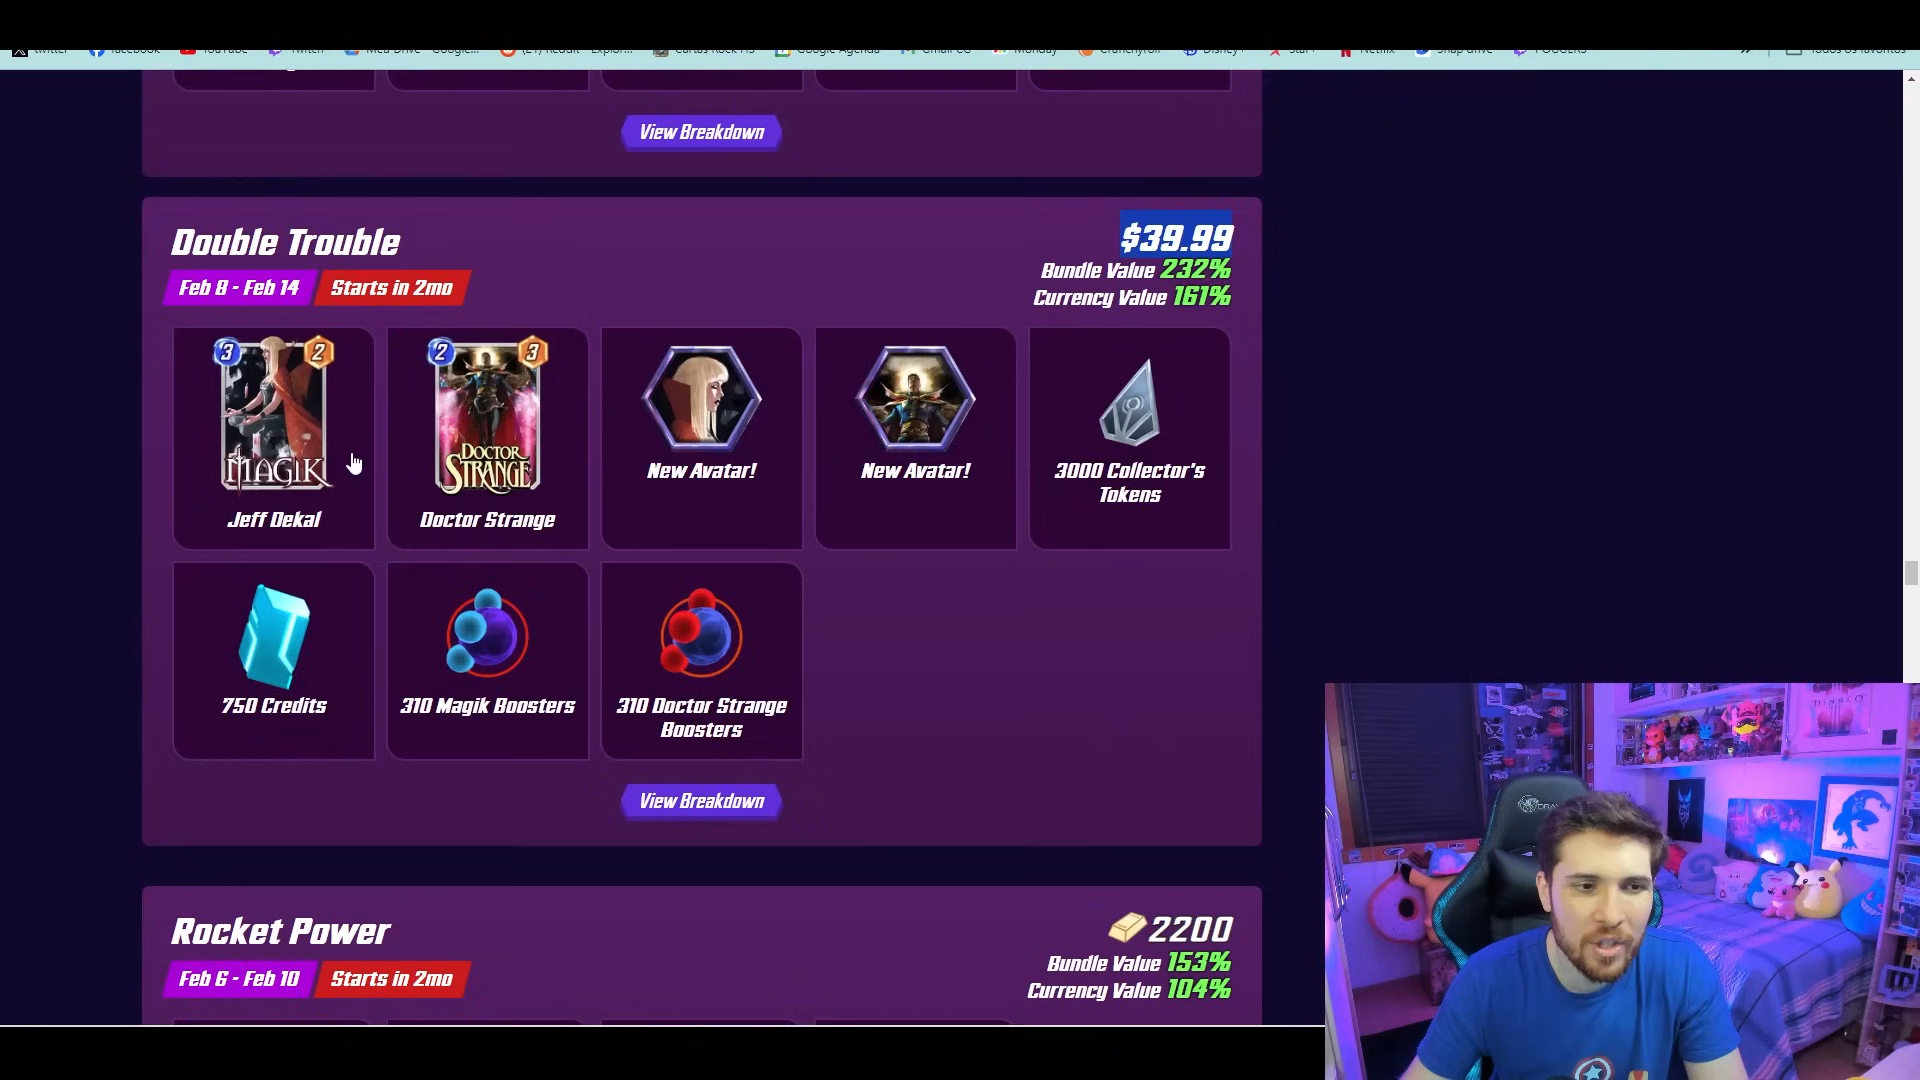 View Breakdown
Double Trouble
$39.99
Feb 8 - Feb 14
Starts in 2mo
Bundle Value 232%
Currency Value 161%
3
2
MAGIK
Jeff Dekal
2
3
DOCTOR
STRANGE
Doctor Strange
New Avatar!
New Avatar!
3000 Collector's
Tokens
750 Credits
310 Magik Boosters
310 Doctor Strange
Boosters
View Breakdown
Rocket Power
2200
Feb 6 - Feb 10
Starts in 2mo
Bundle Value 153%
Currency Value 104%